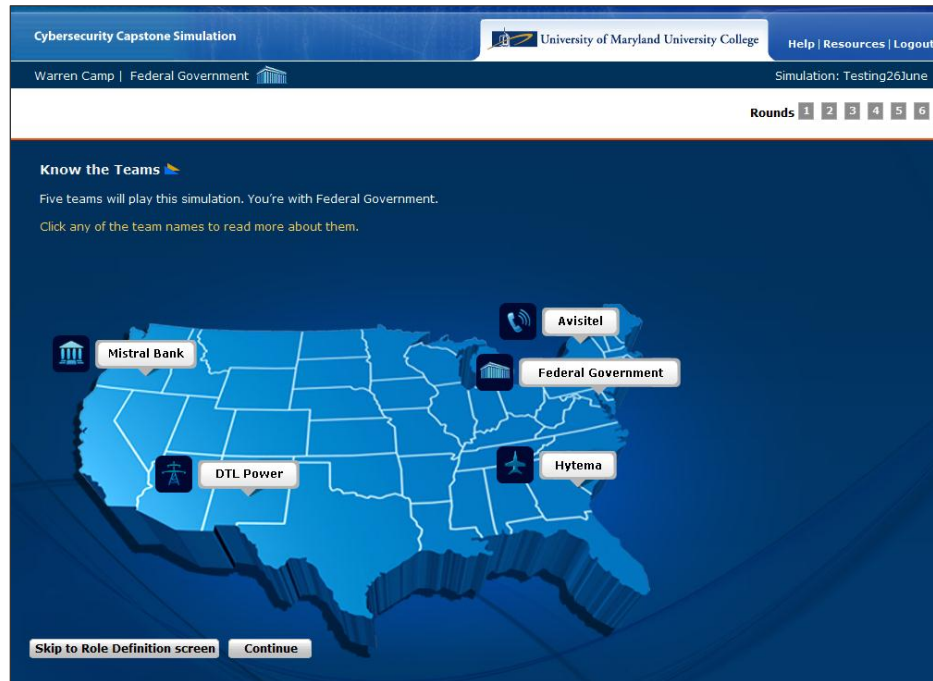 Cybersecurity Capstone Simulation
University of Maryland University College
Help | Resources | Logout
Warren Camp | Federal Government
Simulation: Testing26June
Rounds 1 2 3 4 5 6
Know the Teams
Five teams will play this simulation. You're with Federal Government.
Click any of the team names to read more about them.
Avisitel
Mistral Bank
Federal Government
DTL Power
Hytema
Skip to Role Definition screen
Continue